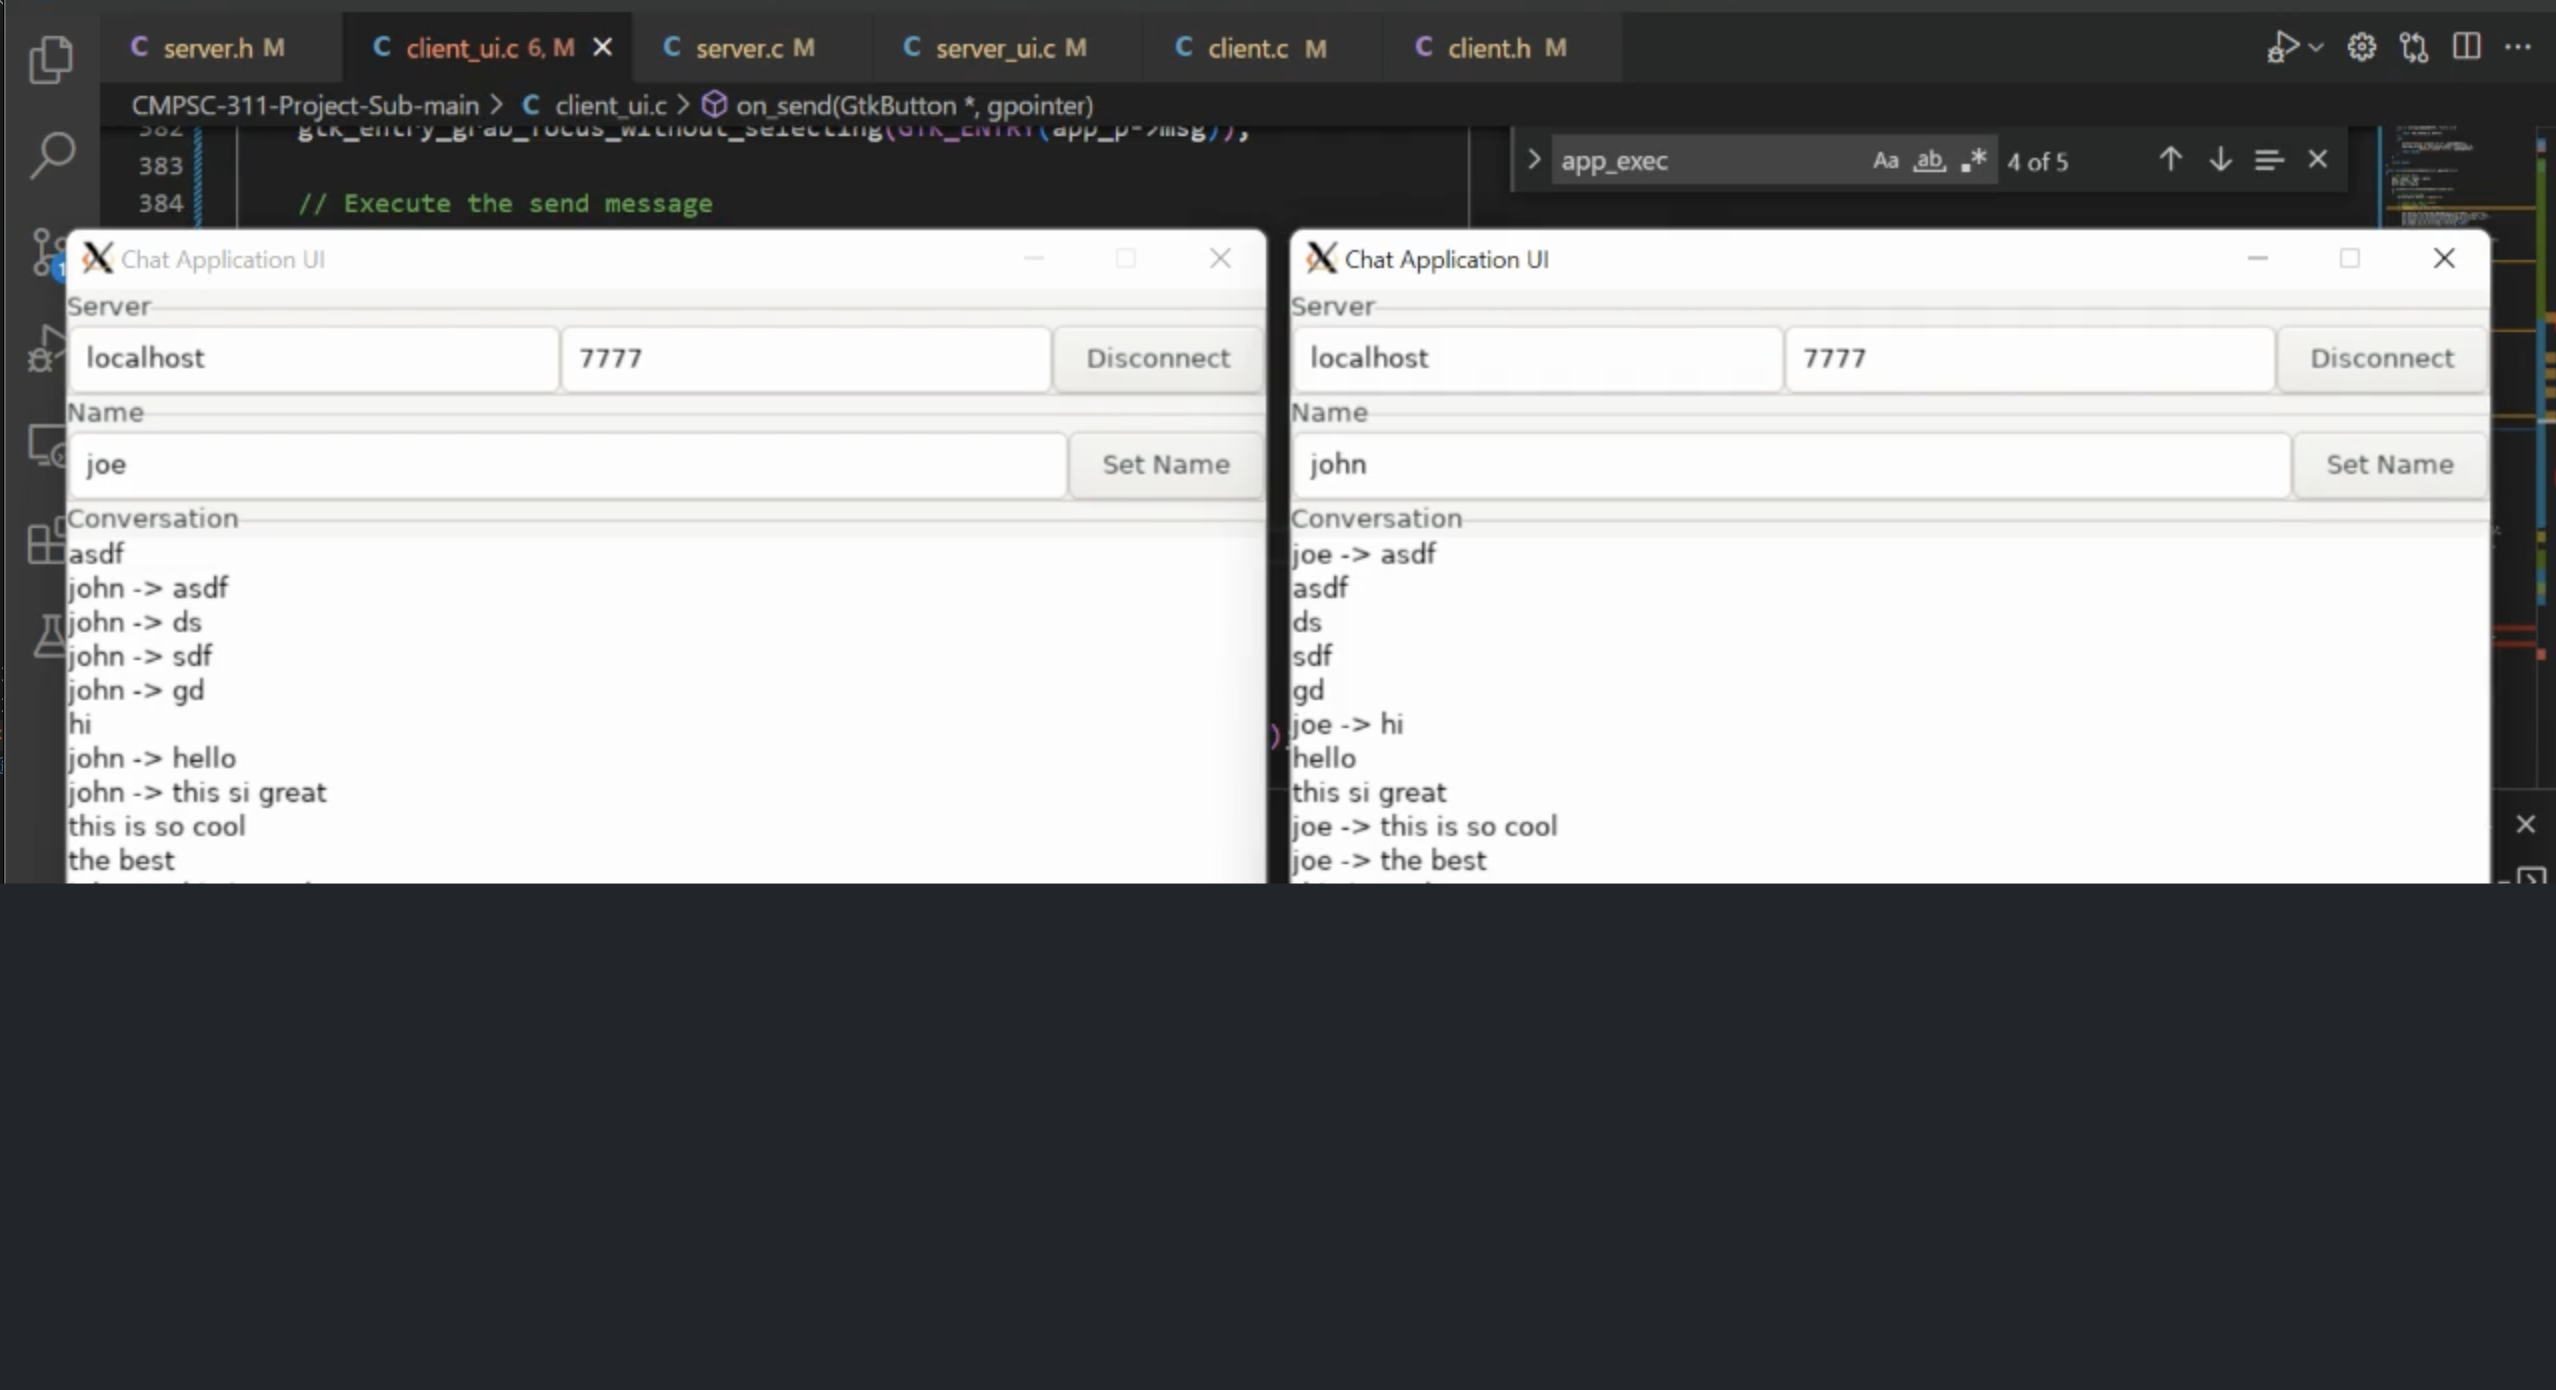 C server.h M C client_ui.c 6, M C server.c M C server_ui.c M C client.c M C client.h M
CMPSC-311-Project-Sub-main > C client_ui.c > on_send(GtkButton *, gpointer)
382 gtk_entry_grab_focus_without_selecting(GTK_ENTRY(app_p->msg));
app_exec Aa ab 4 of 5
383
384 // Execute the send message
Chat Application UI
Server
localhost 7777 Disconnect
Name
joe Set Name
Conversation
asdf
john -> asdf
john -> ds
john -> sdf
john -> gd
hi
john -> hello
john -> this si great
this is so cool
the best
Chat Application UI
Server
localhost 7777 Disconnect
Name
john Set Name
Conversation
joe -> asdf
asdf
ds
sdf
gd
joe -> hi
hello
this si great
joe -> this is so cool
joe -> the best